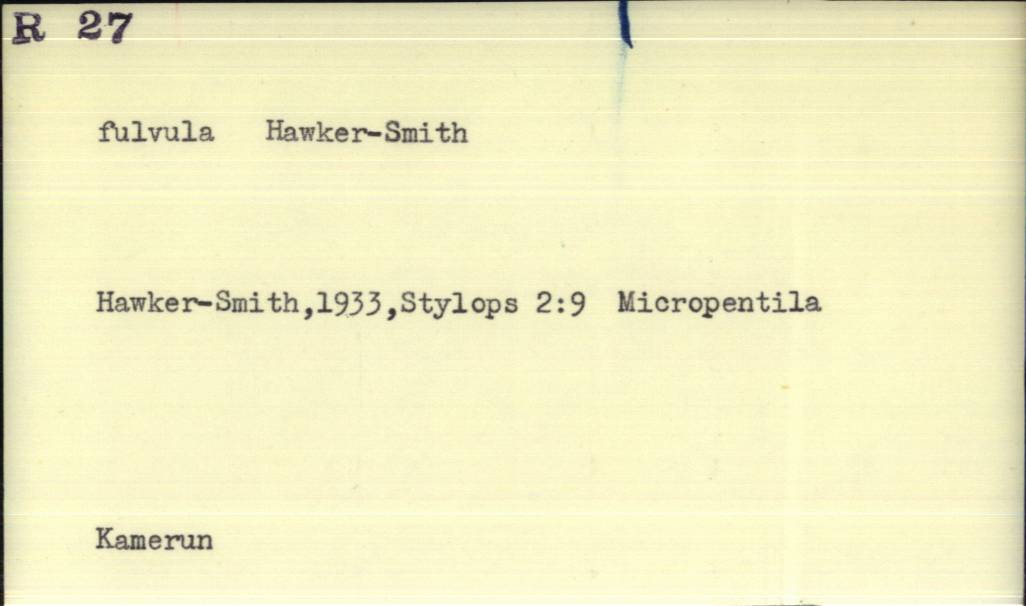 R 27
fulvula Hawker-Smith
Hawker-Smith,1933,Stylops 2:9 Micropentila
Kamerun